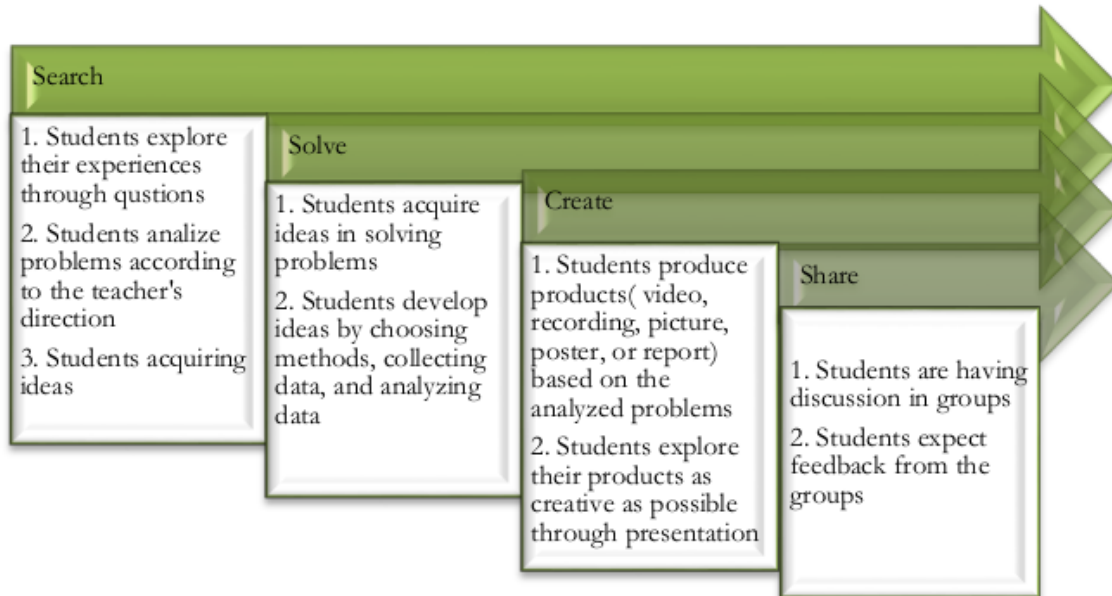 Search
1. Students explore
their experiences
through qustions
2. Students analize
problems according
to the teacher's
direction
3. Students acquiring
ideas
Solve
1. Students acquire
ideas in solving
problems
2. Students develop
ideas by choosing
methods, collecting
data, and analyzing
data
Create
1. Students produce
products( video,
recording, picture,
poster, or report)
based on the
analyzed problems
2. Students explore
their products as
creative as possible
through presentation
Share
1. Students are having
discussion in groups
2. Students expect
feedback from the
groups